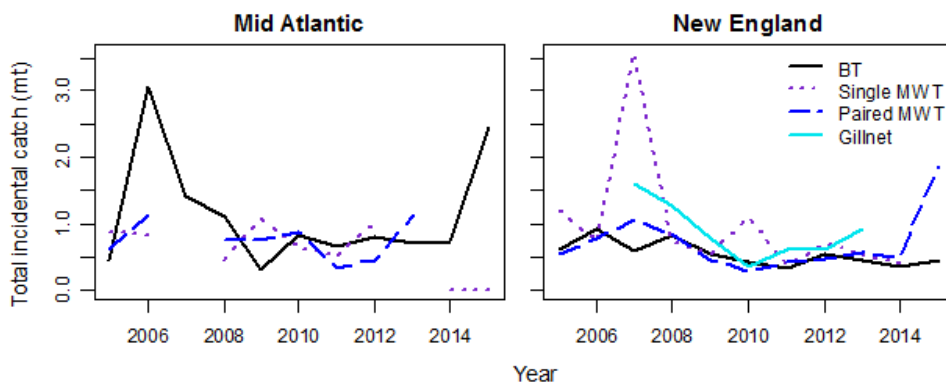 Mid Atlantic
New England
Total incidental catch (mt)
3.0
2.0
1.0
0.0
BT
Single MWT
Paired MWT
Gillnet
2006 2008 2010 2012 2014
2006 2008 2010 2012 2014
Year